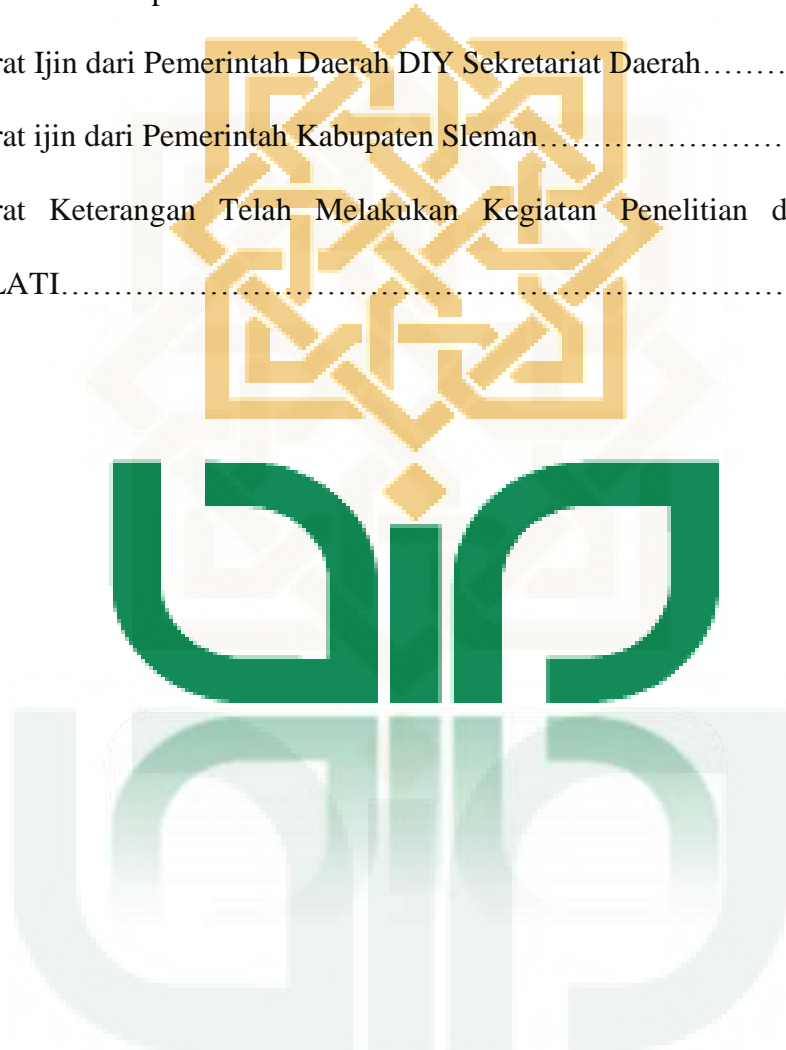 rat Ijin dari Pemerintah Daerah DIY Sekretariat Daerah………
rat ijin dari Pemerintah Kabupaten Sleman……………………
rat Keterangan Telah Melakukan Kegiatan Penelitian d
LATI……………………………………………………………